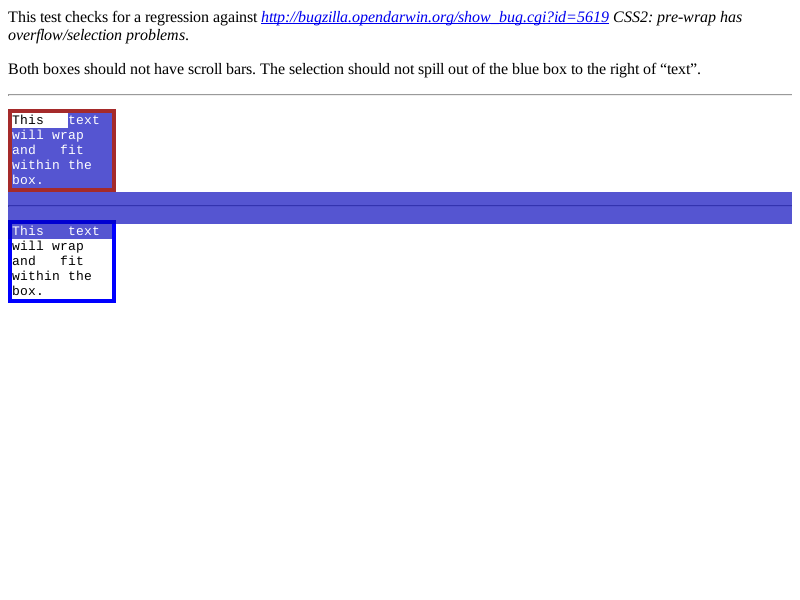 This test checks for a regression against http://bugzilla.opendarwin.org/show_bug.cgi?id=5619 CSS2: pre-wrap has
overflow/selection problems.
Both boxes should not have scroll bars. The selection should not spill out of the blue box to the right of “text”.
This   text
will wrap
and   fit
within the
box.
This   text
will wrap
and   fit
within the
box.